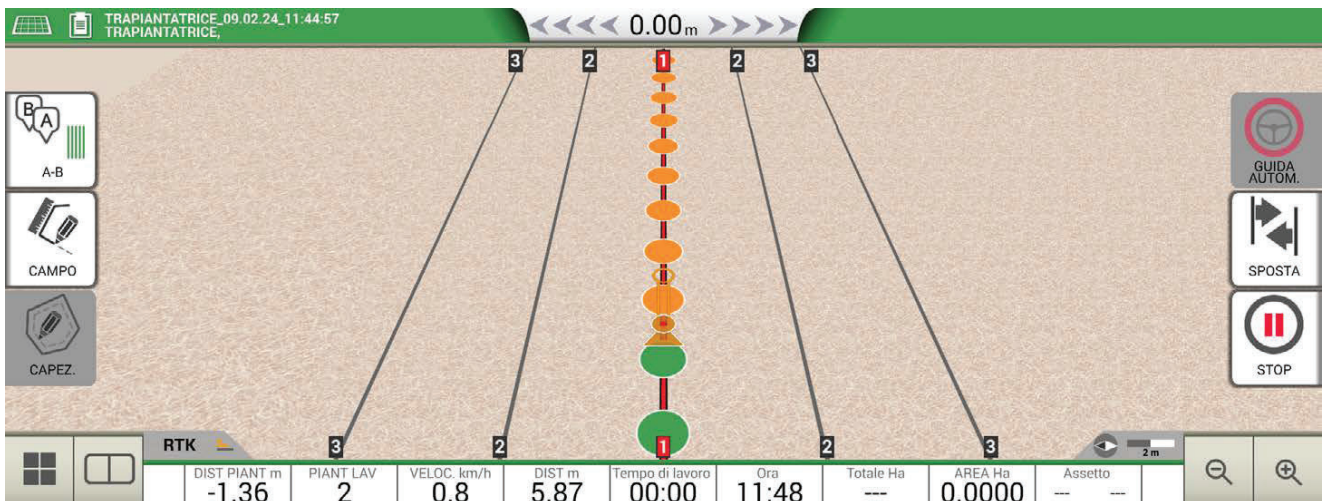 TRAPIANTATRICE_09.02.24_11:44:57
TRAPIANTATRICE,
0.00 m
3 2 1 2 3
B
A
A-B
GUIDA
AUTOM.
CAMPO
SPOSTA
CAPEZ.
STOP
RTK
3 2 1 2 3
2 m
DIST PIANT m PIANT LAV VELOC. km/h DIST m Tempo di lavoro Ora Totale Ha AREA Ha Assetto
-1.36 2 0.8 5.87 00:00 11:48 --- 0.0000 --- ---